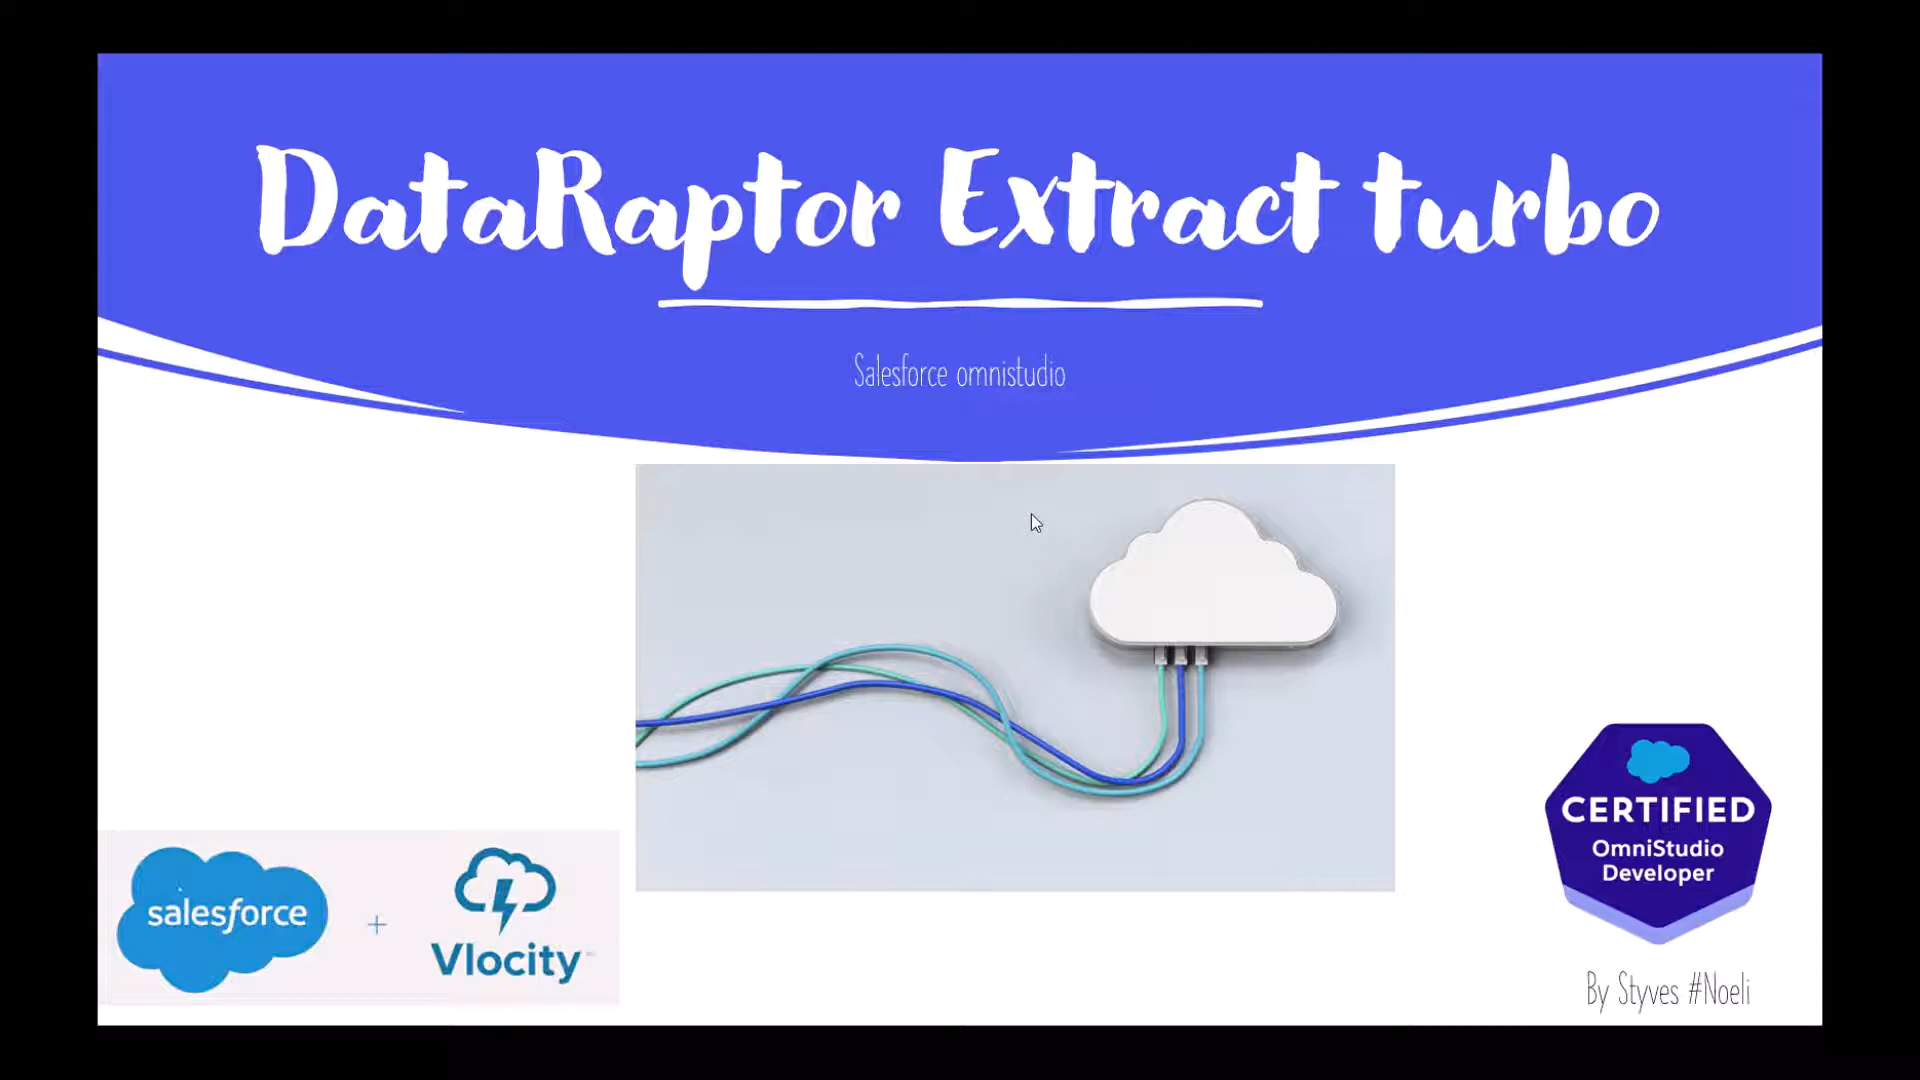 DataRaptor Extract turbo
Salesforce omnistudio
salesforce
+
Vlocity
CERTIFIED
OmniStudio
Developer
By Styves #Noeli